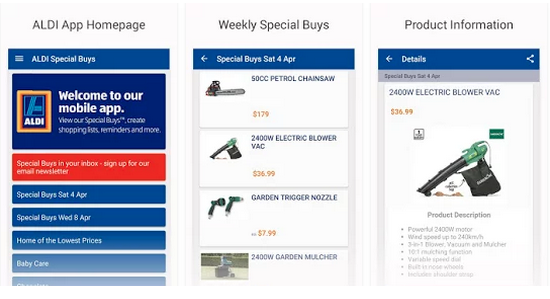 ALDI App Homepage
ALDI Special Buys
ALDI
Welcome to our
mobile app.
View our Special Buys™, create
shopping lists, reminders and more.
Special Buys in your inbox - sign up for our
email newsletter
Special Buys Sat 4 Apr
Special Buys Wed 8 Apr
Home of the Lowest Prices
Baby Care
Weekly Special Buys
Special Buys Sat 4 Apr
50CC PETROL CHAINSAW
$179
2400W ELECTRIC BLOWER
VAC
$36.99
GARDEN TRIGGER NOZZLE
$7.99
2400W GARDEN MULCHER
Product Information
Details
Special Buys Sat 4 Apr
2400W ELECTRIC BLOWER VAC
$36.99
Product Description
• Powerful 2400W motor
• Wind speed up to 240km/h
• 3-in-1 Blower, Vacuum and Mulcher
• 10:1 mulching function
• Variable speed dial
• Built in nose wheels
• Includes shoulder strap